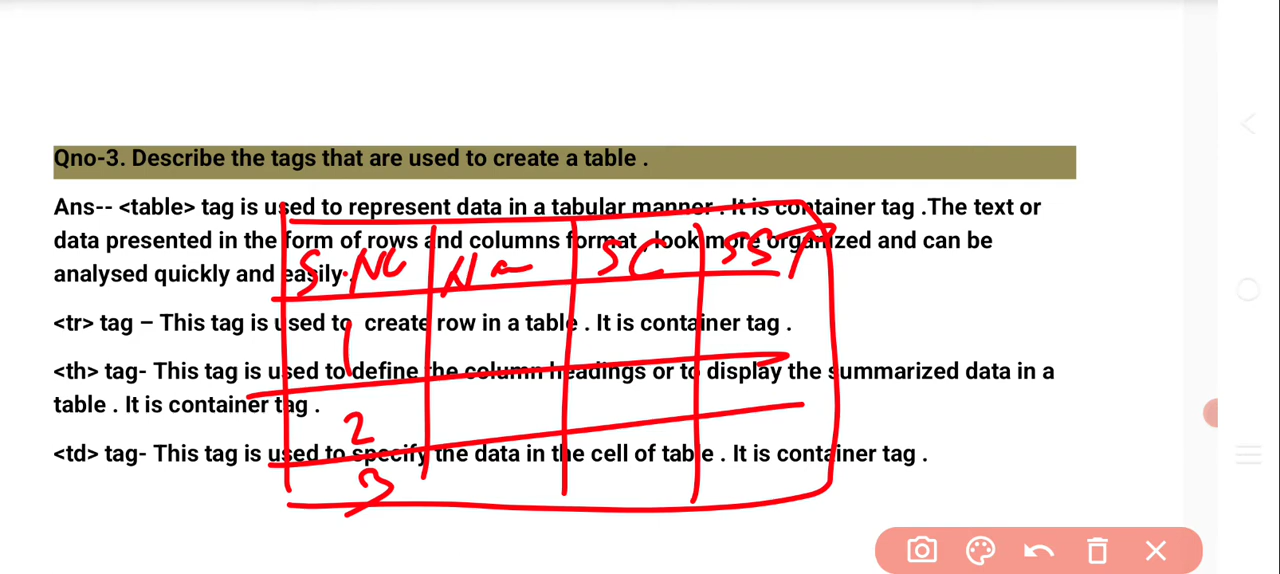 Qno-3. Describe the tags that are used to create a table .
Ans-- <table> tag is used to represent data in a tabular manner . It is container tag .The text or
data presented in the form of rows and columns format , look more organized and can be
analysed quickly and easily.
S.No Na SC SST
<tr> tag – This tag is used to create row in a table . It is container tag .
1
<th> tag- This tag is used to define the column headings or to display the summarized data in a
table . It is container tag .
2
<td> tag- This tag is used to specify the data in the cell of table . It is container tag .
3